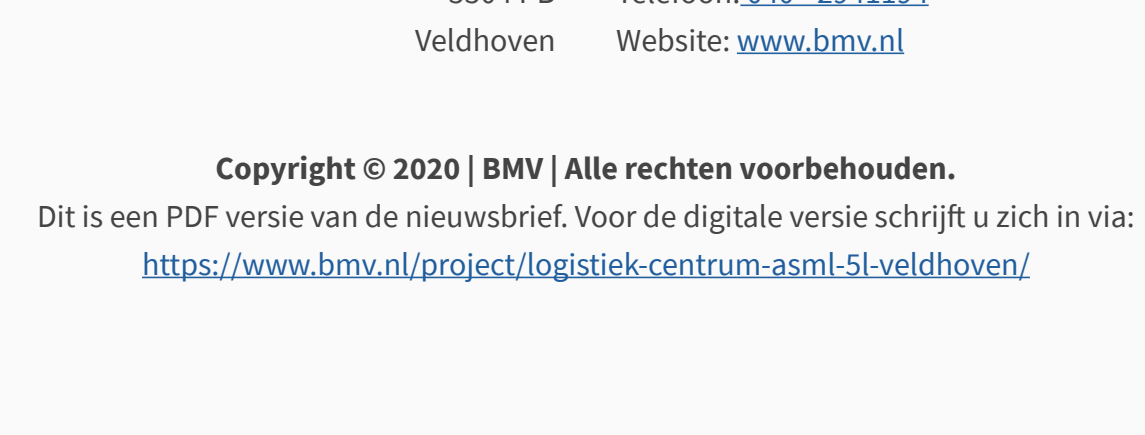 Veldhoven Website: www.bmv.nl
Copyright © 2020 | BMV | Alle rechten voorbehouden.
Dit is een PDF versie van de nieuwsbrief. Voor de digitale versie schrijft u zich in via:
https://www.bmv.nl/project/logistiek-centrum-asml-5l-veldhoven/